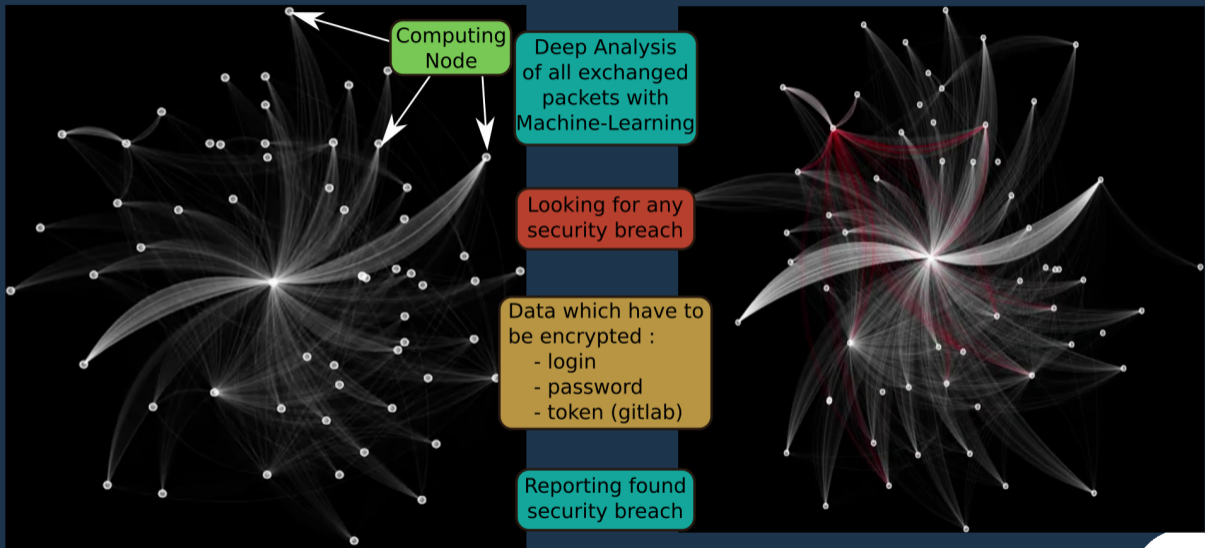 Computing
Node
Deep Analysis
of all exchanged
packets with
Machine-Learning
Looking for any
security breach
Data which have to
be encrypted :
- login
- password
- token (gitlab)
Reporting found
security breach